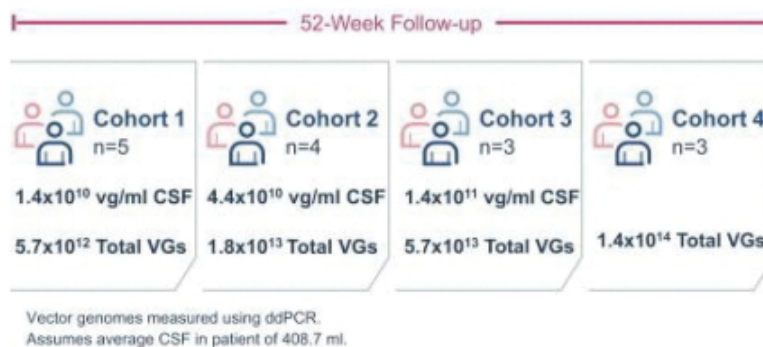 52-Week Follow-up
Cohort 1
n=5
1.4x10¹⁰ vg/ml CSF
5.7x10¹² Total VGs
Cohort 2
n=4
4.4x10¹⁰ vg/ml CSF
1.8x10¹³ Total VGs
Cohort 3
n=3
1.4x10¹¹ vg/ml CSF
5.7x10¹³ Total VGs
Cohort 4
n=3
1.4x10¹⁴ Total VGs
Vector genomes measured using ddPCR.
Assumes average CSF in patient of 408.7 ml.